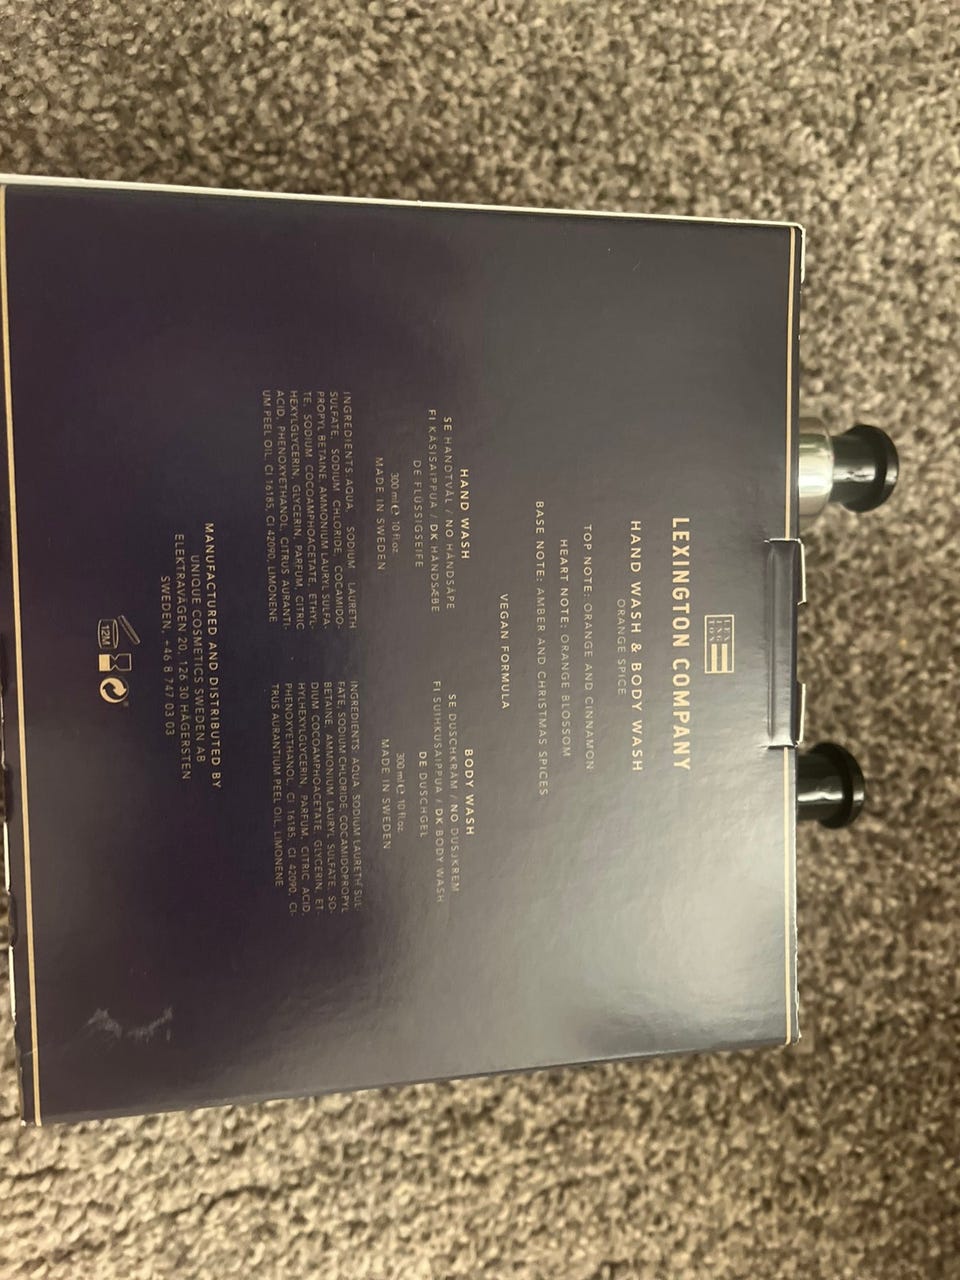 LEX
ING
TON
LEXINGTON COMPANY
HAND WASH & BODY WASH
ORANGE SPICE
TOP NOTE: ORANGE AND CINNAMON
HEART NOTE: ORANGE BLOSSOM
BASE NOTE: AMBER AND CHRISTMAS SPICES
VEGAN FORMULA
HAND WASH
SE HANDTVÅL / NO HÅNDSÅPE
FI KÄSISAIPPUA / DK HÅNDSÆBE
DE FLÜSSIGSEIFE
300 ml e 10 fl.oz.
MADE IN SWEDEN
INGREDIENTS: AQUA, SODIUM LAURETH
SULFATE, SODIUM CHLORIDE, COCAMIDO-
PROPYL BETAINE, AMMONIUM LAURYL SULFA-
TE, SODIUM COCOAMPHOACETATE, ETHYL-
HEXYLGLYCERIN, GLYCERIN, PARFUM, CITRIC
ACID, PHENOXYETHANOL, CITRUS AURANTI-
UM PEEL OIL, CI 16185, CI 42090, LIMONENE
BODY WASH
SE DUSCHKRÄM / NO DUSJKREM
FI SUIHKUSAIPPUA / DK BODY WASH
DE DUSCHGEL
300 ml e 10 fl.oz.
MADE IN SWEDEN
INGREDIENTS: AQUA, SODIUM LAURETH SUL-
FATE, SODIUM CHLORIDE, COCAMIDOPROPYL
BETAINE, AMMONIUM LAURYL SULFATE, SO-
DIUM COCOAMPHOACETATE, GLYCERIN, ET-
HYLHEXYLGLYCERIN, PARFUM, CITRIC ACID,
PHENOXYETHANOL, CI 16185, CI 42090, CI-
TRUS AURANTIUM PEEL OIL, LIMONENE
MANUFACTURED AND DISTRIBUTED BY
UNIQUE COSMETICS SWEDEN AB
ELEKTRAVÄGEN 20, 126 30 HÄGERSTEN
SWEDEN, +46 8 747 03 03
12M